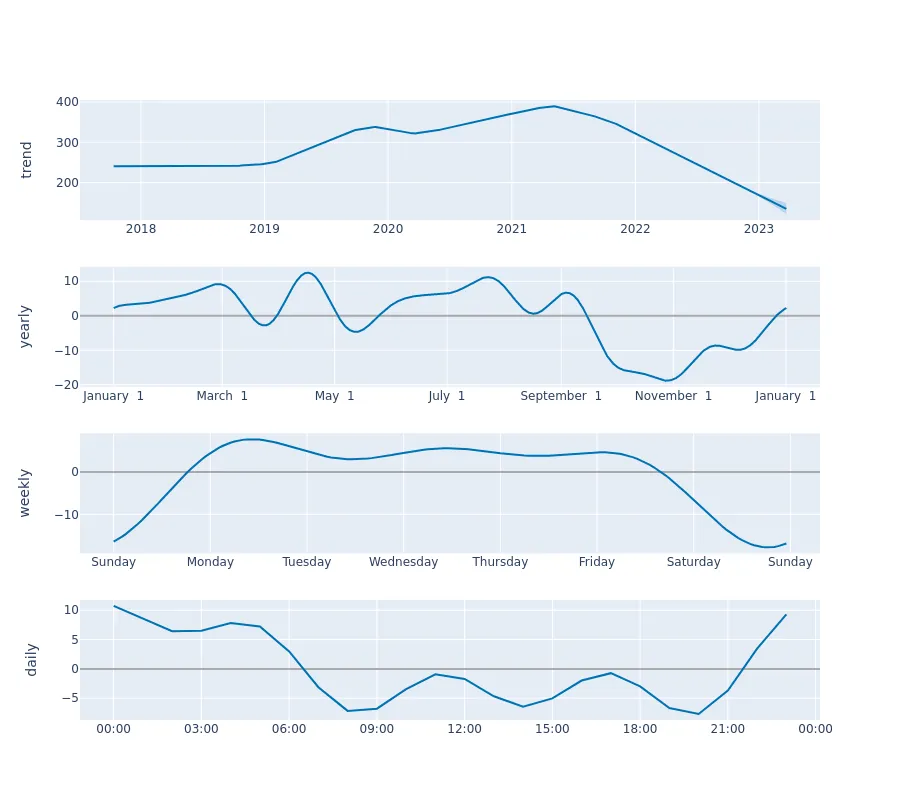 trend
400
300
200
2018 2019 2020 2021 2022 2023
yearly
10
0
−10
−20
January 1 March 1 May 1 July 1 September 1 November 1 January 1
weekly
0
−10
Sunday Monday Tuesday Wednesday Thursday Friday Saturday Sunday
daily
10
5
0
−5
00:00 03:00 06:00 09:00 12:00 15:00 18:00 21:00 00:00